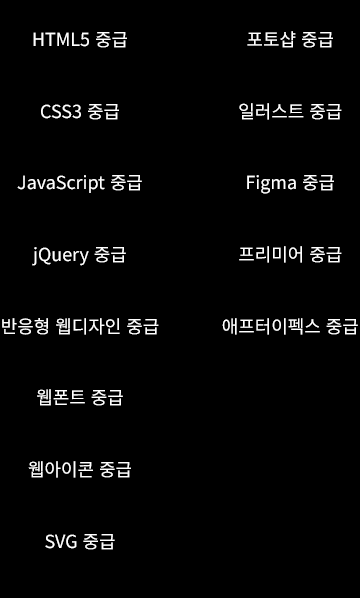 HTML5 중급
포토샵 중급
CSS3 중급
일러스트 중급
JavaScript 중급
Figma 중급
jQuery 중급
프리미어 중급
반응형 웹디자인 중급
애프터이펙스 중급
웹폰트 중급
웹아이콘 중급
SVG 중급